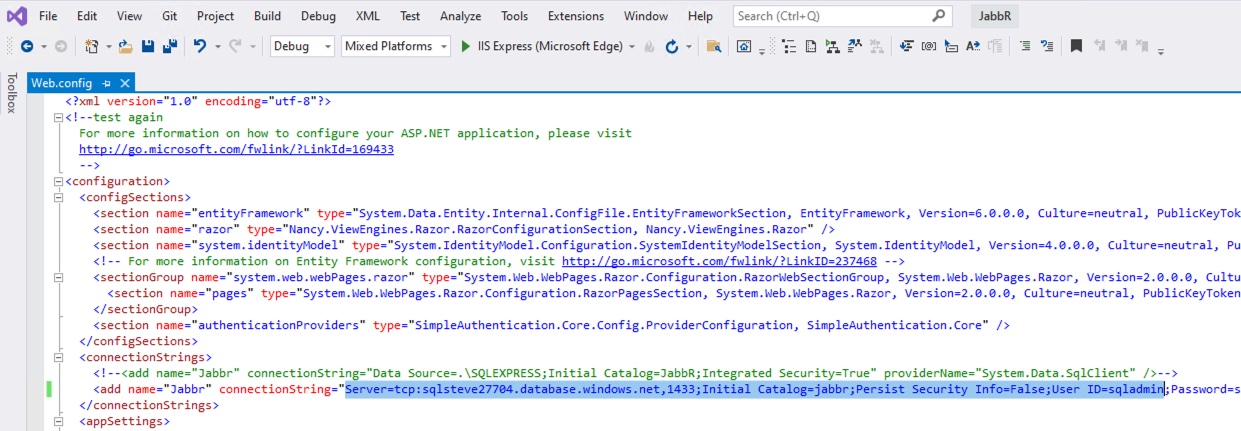 File Edit View Git Project Build Debug XML Test Analyze Tools Extensions Window Help Search (Ctrl+Q) JabbR
Debug Mixed Platforms IIS Express (Microsoft Edge)
Toolbox
Web.config
<?xml version="1.0" encoding="utf-8"?>
<!--test again
For more information on how to configure your ASP.NET application, please visit
http://go.microsoft.com/fwlink/?LinkId=169433
-->
<configuration>
<configSections>
<section name="entityFramework" type="System.Data.Entity.Internal.ConfigFile.EntityFrameworkSection, EntityFramework, Version=6.0.0.0, Culture=neutral, PublicKeyTok
<section name="razor" type="Nancy.ViewEngines.Razor.RazorConfigurationSection, Nancy.ViewEngines.Razor" />
<section name="system.identityModel" type="System.IdentityModel.Configuration.SystemIdentityModelSection, System.IdentityModel, Version=4.0.0.0, Culture=neutral, Pu
<!-- For more information on Entity Framework configuration, visit http://go.microsoft.com/fwlink/?LinkID=237468 -->
<sectionGroup name="system.web.webPages.razor" type="System.Web.WebPages.Razor.Configuration.RazorWebSectionGroup, System.Web.WebPages.Razor, Version=2.0.0.0, Cultu
<section name="pages" type="System.Web.WebPages.Razor.Configuration.RazorPagesSection, System.Web.WebPages.Razor, Version=2.0.0.0, Culture=neutral, PublicKeyToken
</sectionGroup>
<section name="authenticationProviders" type="SimpleAuthentication.Core.Config.ProviderConfiguration, SimpleAuthentication.Core" />
</configSections>
<connectionStrings>
<!--<add name="Jabbr" connectionString="Data Source=.\SQLEXPRESS;Initial Catalog=JabbR;Integrated Security=True" providerName="System.Data.SqlClient" />-->
<add name="Jabbr" connectionString="Server=tcp:sqlsteve27704.database.windows.net,1433;Initial Catalog=jabbr;Persist Security Info=False;User ID=sqladmin;Password=s
</connectionStrings>
<appSettings>